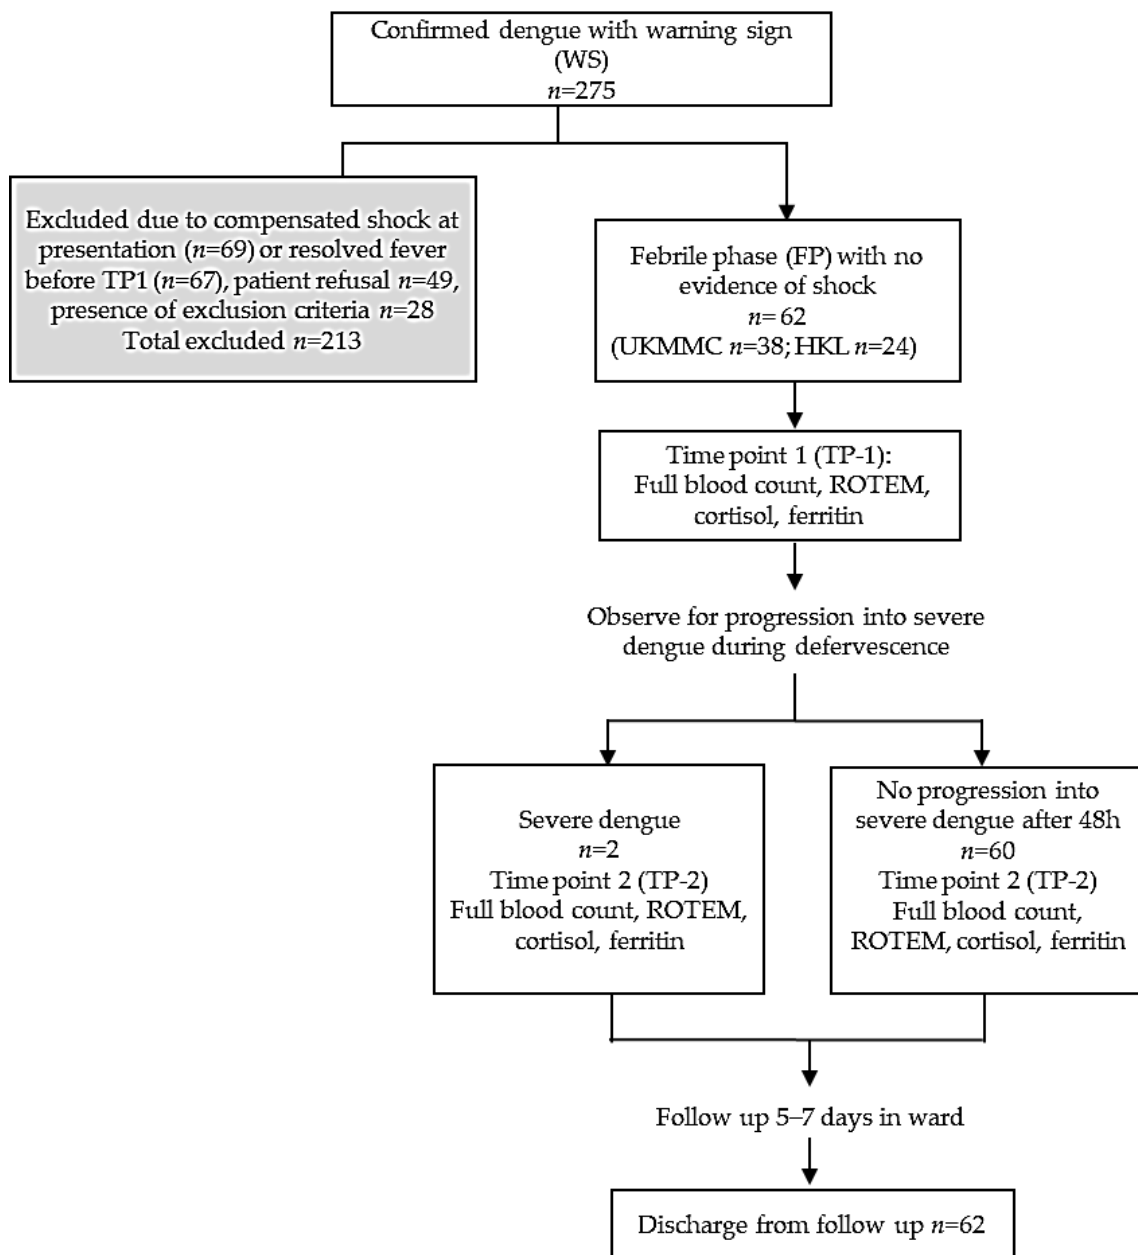 Confirmed dengue with warning sign
(WS)
n=275
Excluded due to compensated shock at
presentation (n=69) or resolved fever
before TP1 (n=67), patient refusal n=49,
presence of exclusion criteria n=28
Total excluded n=213
Febrile phase (FP) with no
evidence of shock
n= 62
(UKMMC n=38; HKL n=24)
Time point 1 (TP-1):
Full blood count, ROTEM,
cortisol, ferritin
Observe for progression into severe
dengue during defervescence
Severe dengue
n=2
Time point 2 (TP-2)
Full blood count, ROTEM,
cortisol, ferritin
No progression into
severe dengue after 48h
n=60
Time point 2 (TP-2)
Full blood count,
ROTEM, cortisol, ferritin
Follow up 5–7 days in ward
Discharge from follow up n=62